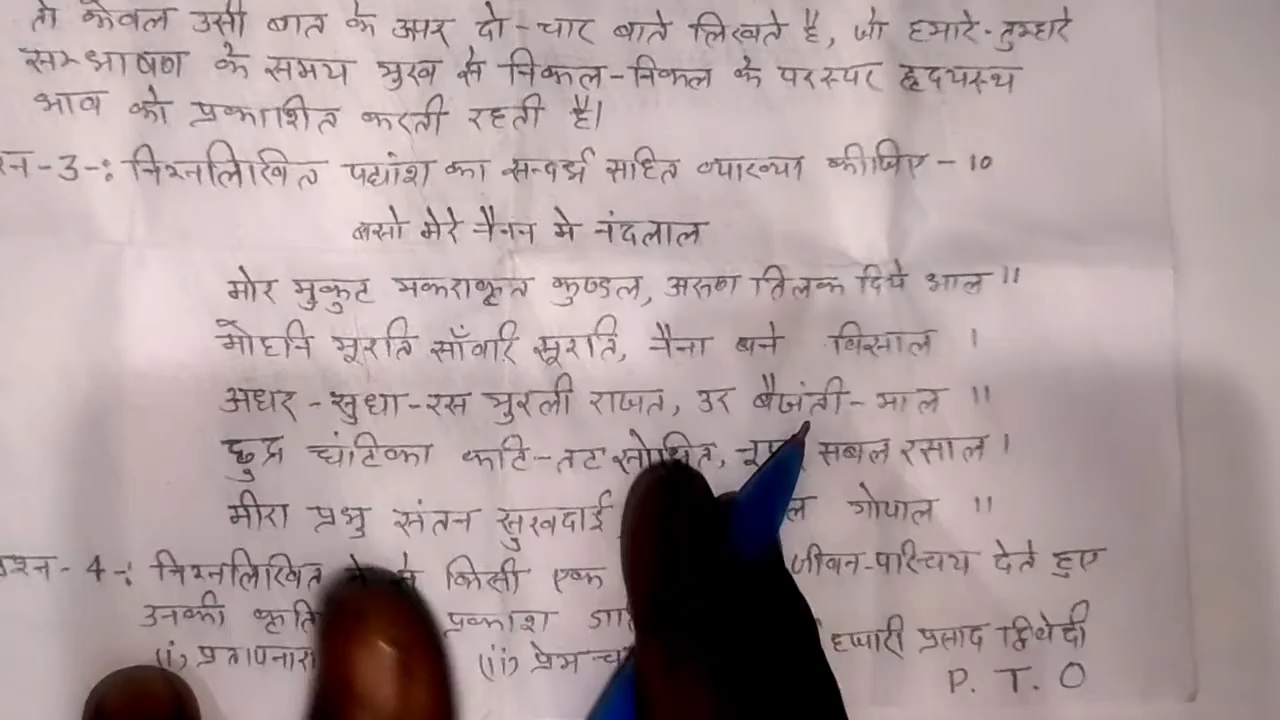 तो केवल उसी बात के ऊपर दो-चार बाते लिखते है, जो हमारे-तुम्हारे
सम्भाषण के समय मुख से निकल-निकल के परस्पर हृदयस्थ
भाव को प्रकाशित करती रहती है।
न-3-: निम्नलिखित पद्यांश का सन्दर्भ सहित व्याख्या कीजिए - 10
बसो मेरे नैनन मे नंदलाल
मोर मुकुट मकराकृत कुण्डल, अरुण तिलक दिये भाल ॥
मोहनि मूरति साँवरि सूरति, नैना बने विसाल ।
अधर - सुधा - रस मुरली राजत, उर बैजंती - माल ॥
छुद्र घंटिका कटि - तट सबल रसाल ।
मीरा प्रभु संतन सुखदाई गोपाल ॥
प्रश्न - 4 -: निम्नलिखित में से किसी एक जीवन-परिचय देते हुए
उनकी प्रकाश
(i) (ii) हजारी प्रसाद द्विवेदी
P. T. O